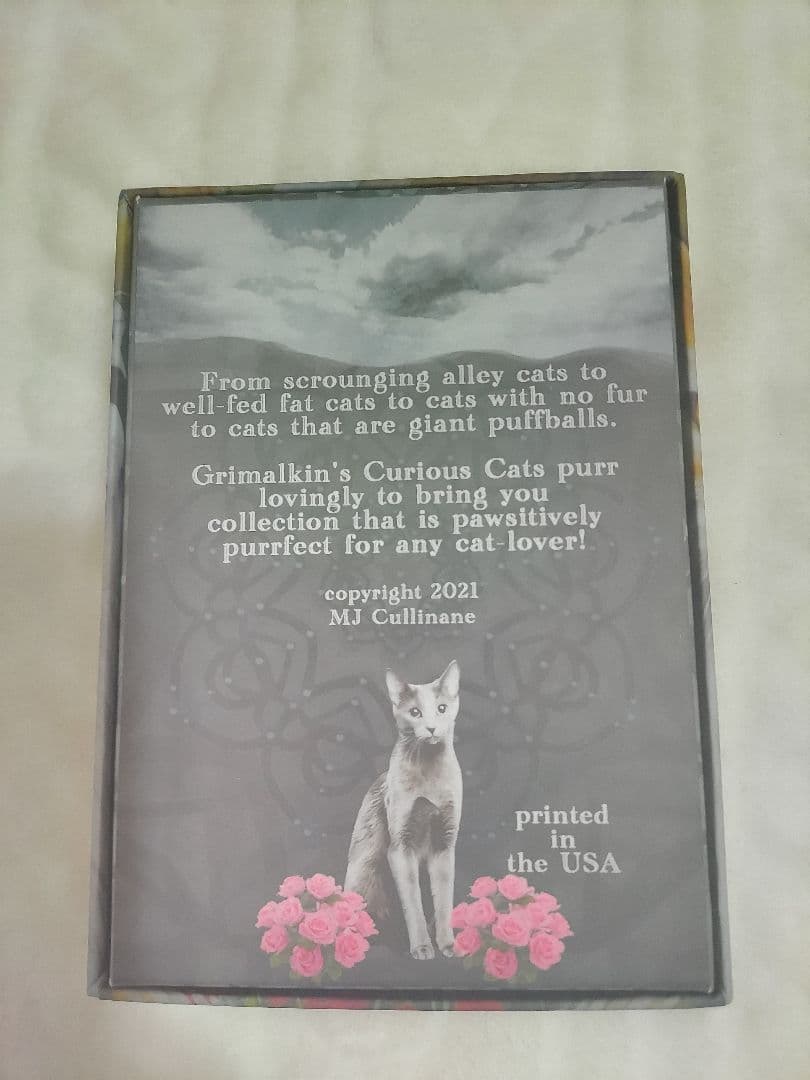 From scrounging alley cats to
well-fed fat cats to cats with no fur
to cats that are giant puffballs.
Grimalkin's Curious Cats purr
lovingly to bring you
collection that is pawsitively
purrfect for any cat-lover!
copyright 2021
MJ Cullinane
printed
in
the USA